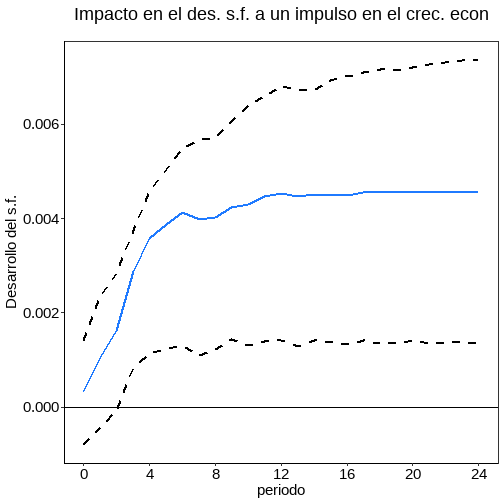 Impacto en el des. s.f. a un impulso en el crec. econ
Desarrollo del s.f.
0.006
0.004
0.002
0.000
0 4 8 12 16 20 24
periodo